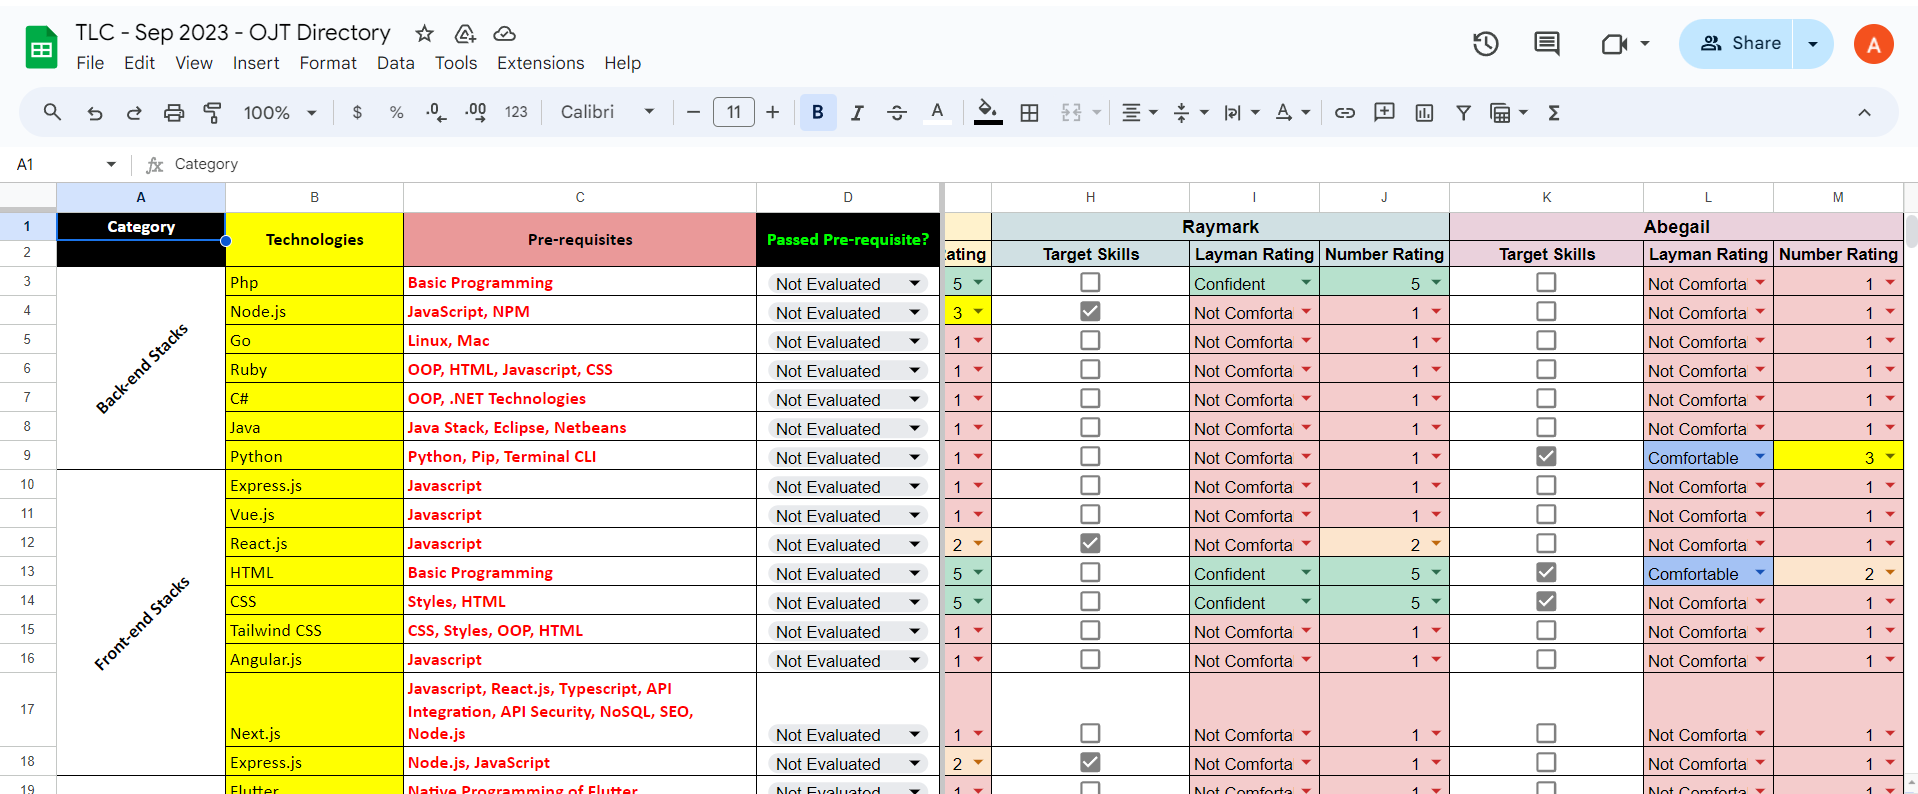 TLC - Sep 2023 - OJT Directory
File Edit View Insert Format Data Tools Extensions Help
Share
A
100% $ % .0 .00 123 Calibri 11 B I A
A1 fx Category
A B C D H I J K L M
1 Category Technologies Pre-requisites Passed Pre-requisite? Raymark Abegail
2 ating Target Skills Layman Rating Number Rating Target Skills Layman Rating Number Rating
Back-end Stacks
3 Php Basic Programming Not Evaluated 5 Confident 5 Not Comforta 1
4 Node.js JavaScript, NPM Not Evaluated 3 Not Comforta 1 Not Comforta 1
5 Go Linux, Mac Not Evaluated 1 Not Comforta 1 Not Comforta 1
6 Ruby OOP, HTML, Javascript, CSS Not Evaluated 1 Not Comforta 1 Not Comforta 1
7 C# OOP, .NET Technologies Not Evaluated 1 Not Comforta 1 Not Comforta 1
8 Java Java Stack, Eclipse, Netbeans Not Evaluated 1 Not Comforta 1 Not Comforta 1
9 Python Python, Pip, Terminal CLI Not Evaluated 1 Not Comforta 1 Comfortable 3
Front-end Stacks
10 Express.js Javascript Not Evaluated 1 Not Comforta 1 Not Comforta 1
11 Vue.js Javascript Not Evaluated 1 Not Comforta 1 Not Comforta 1
12 React.js Javascript Not Evaluated 2 Not Comforta 2 Not Comforta 1
13 HTML Basic Programming Not Evaluated 5 Confident 5 Comfortable 2
14 CSS Styles, HTML Not Evaluated 5 Confident 5 Not Comforta 1
15 Tailwind CSS CSS, Styles, OOP, HTML Not Evaluated 1 Not Comforta 1 Not Comforta 1
16 Angular.js Javascript Not Evaluated 1 Not Comforta 1 Not Comforta 1
Javascript, React.js, Typescript, API
17 Integration, API Security, NoSQL, SEO,
Next.js Node.js Not Evaluated 1 Not Comforta 1 Not Comforta 1
18 Express.js Node.js, JavaScript Not Evaluated 2 Not Comforta 1 Not Comforta 1
19 Flutter Native Programming of Flutter Not Evaluated 1 Not Comforta 1 Not Comforta 1